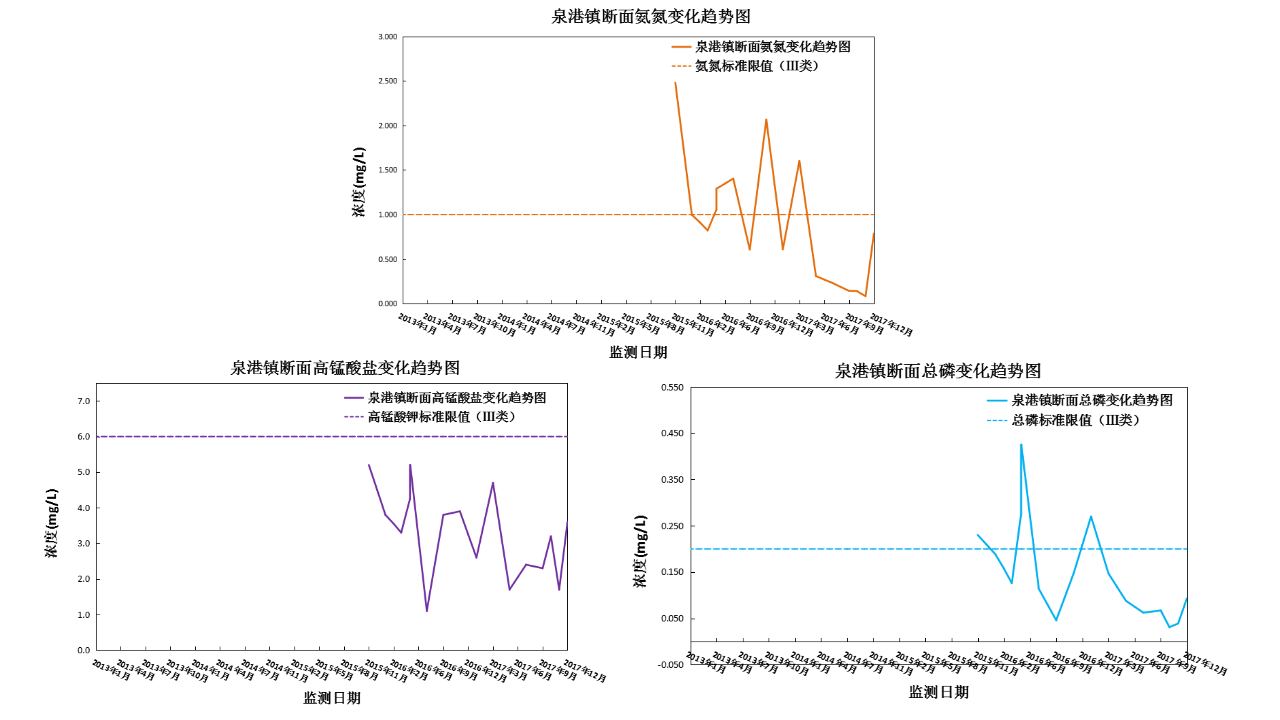 泉港镇断面氨氮变化趋势图
泉港镇断面氨氮变化趋势图
氨氮标准限值（III类）
浓度(mg/L)
3.000
2.500
2.000
1.500
1.000
0.500
0.000
2013年1月
2013年4月
2013年7月
2013年10月
2014年1月
2014年4月
2014年7月
2014年11月
2015年2月
2015年5月
2015年8月
2015年11月
2016年2月
2016年6月
2016年9月
2016年12月
2017年3月
2017年6月
2017年9月
2017年12月
监测日期
泉港镇断面高锰酸盐变化趋势图
泉港镇断面高锰酸盐变化趋势图
高锰酸钾标准限值（III类）
浓度(mg/L)
7.0
6.0
5.0
4.0
3.0
2.0
1.0
0.0
2013年1月
2013年4月
2013年7月
2013年10月
2014年1月
2014年4月
2014年7月
2014年11月
2015年2月
2015年5月
2015年8月
2015年11月
2016年2月
2016年6月
2016年9月
2016年12月
2017年3月
2017年6月
2017年9月
2017年12月
监测日期
泉港镇断面总磷变化趋势图
泉港镇断面总磷变化趋势图
总磷标准限值（III类）
浓度(mg/L)
0.550
0.450
0.350
0.250
0.150
0.050
-0.050
2013年1月
2013年4月
2013年7月
2013年10月
2014年1月
2014年4月
2014年7月
2014年11月
2015年2月
2015年5月
2015年8月
2015年11月
2016年2月
2016年6月
2016年9月
2016年12月
2017年3月
2017年6月
2017年9月
2017年12月
监测日期